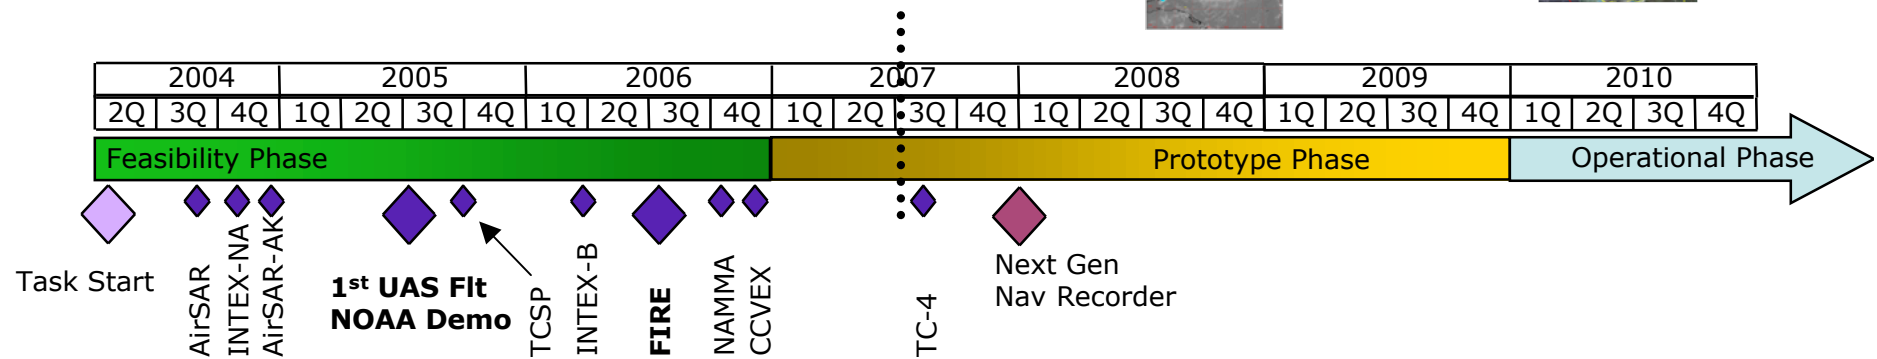 2004 2005 2006 2007 2008 2009 2010
2Q 3Q 4Q 1Q 2Q 3Q 4Q 1Q 2Q 3Q 4Q 1Q 2Q 3Q 4Q 1Q 2Q 3Q 4Q 1Q 2Q 3Q 4Q 1Q 2Q 3Q 4Q
Feasibility Phase Prototype Phase Operational Phase
Task Start
AirSAR
INTEX-NA
AirSAR-AK
1st UAS Flt
NOAA Demo
TCSP
INTEX-B
FIRE
NAMMA
CCVEX
TC-4
Next Gen
Nav Recorder